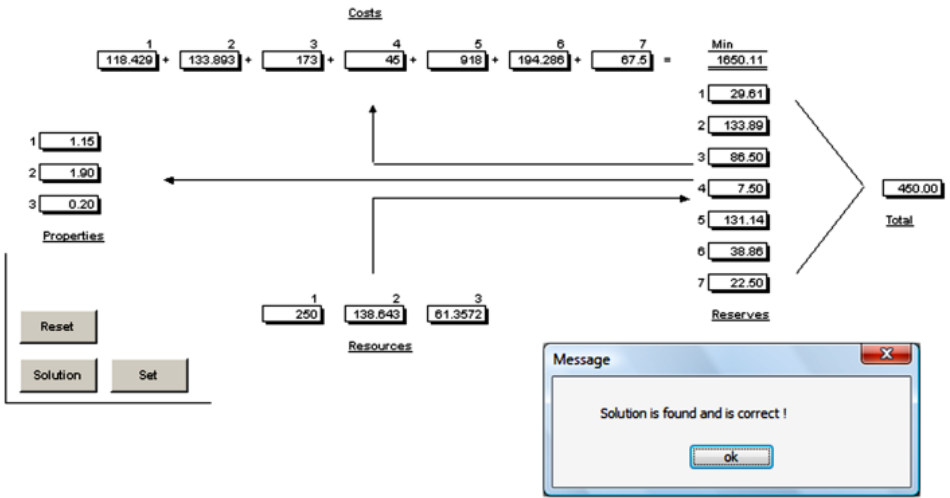 Costs
1 2 3 4 5 6 7 Min
118.429 + 133.893 + 173 + 45 + 918 + 194.286 + 67.5 = 1650.11
1 29.61
2 133.89
3 86.50
4 7.50
5 131.14
6 38.86
7 22.50
Reserves
450.00
Total
1 1.15
2 1.90
3 0.20
Properties
1 2 3
250 138.643 61.3572
Resources
Reset
Solution Set
Message
X
Solution is found and is correct !
ok